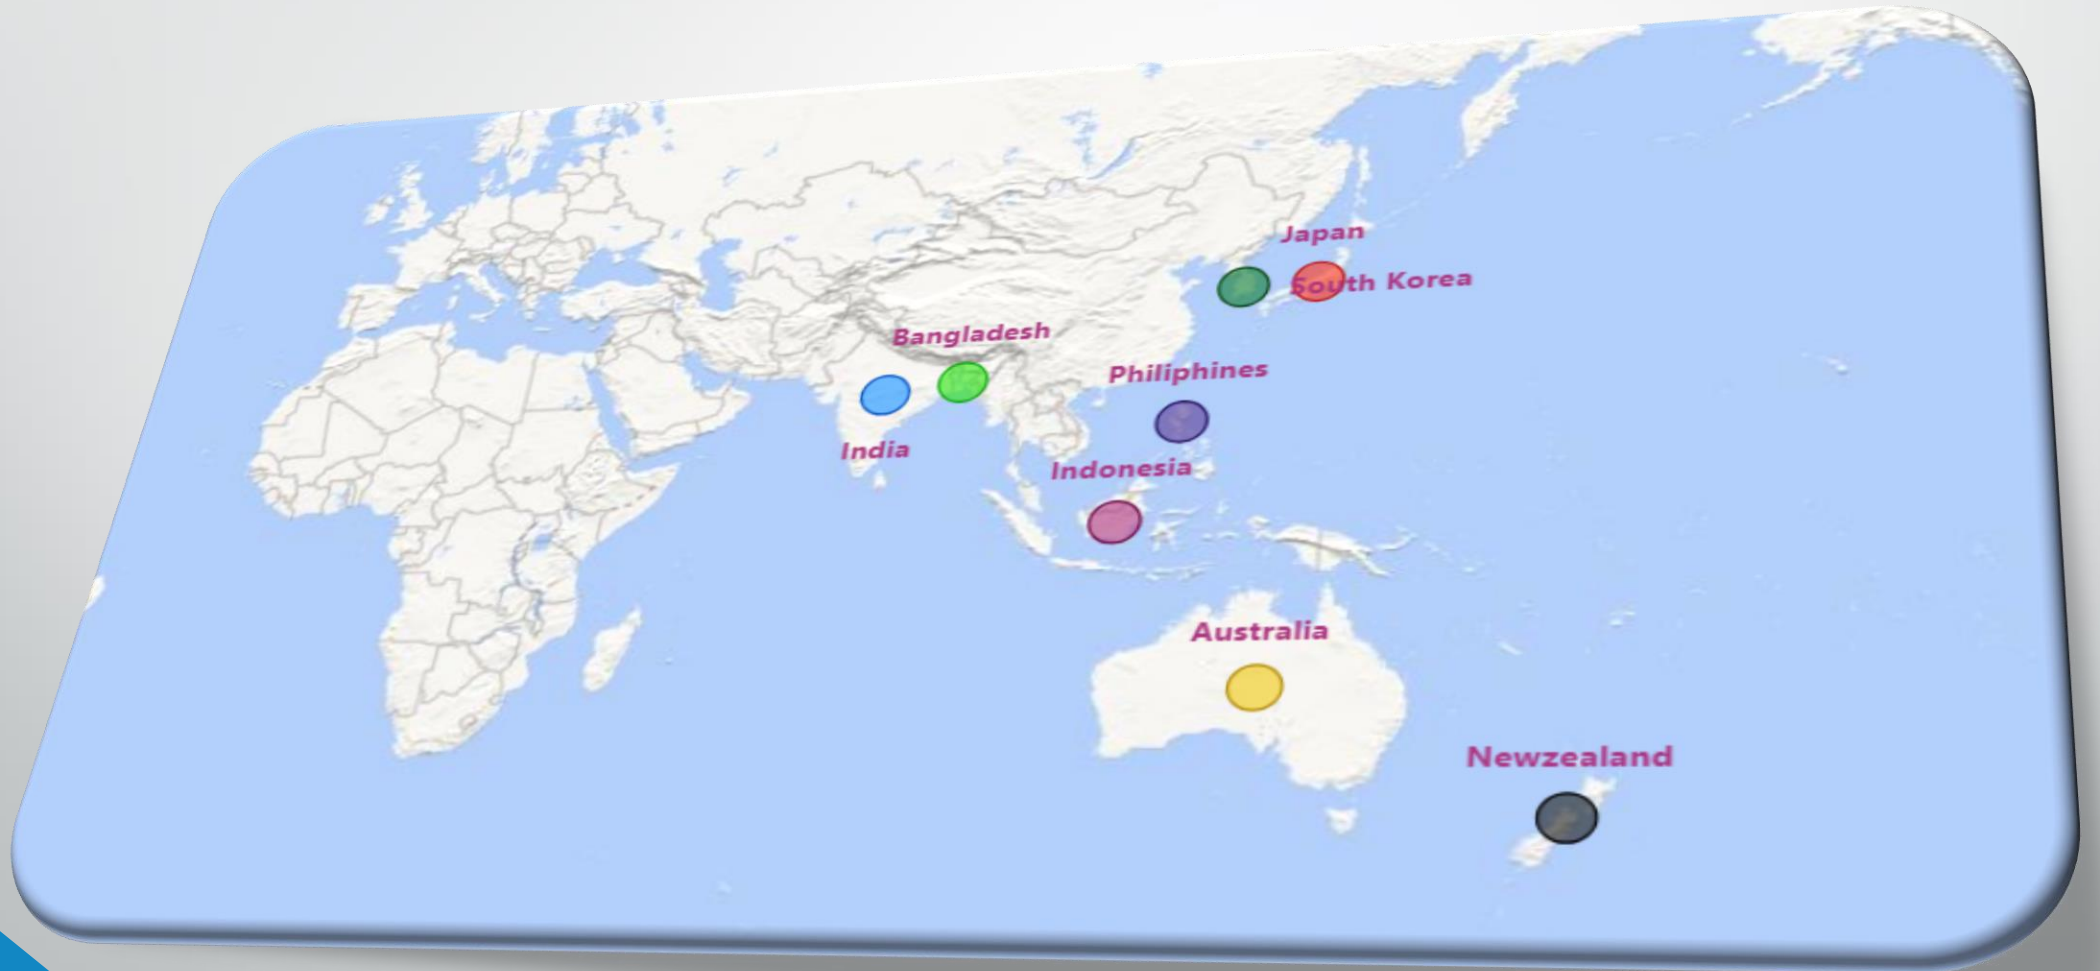 Japan
South Korea
Bangladesh
Philiphines
India
Indonesia
Australia
Newzealand